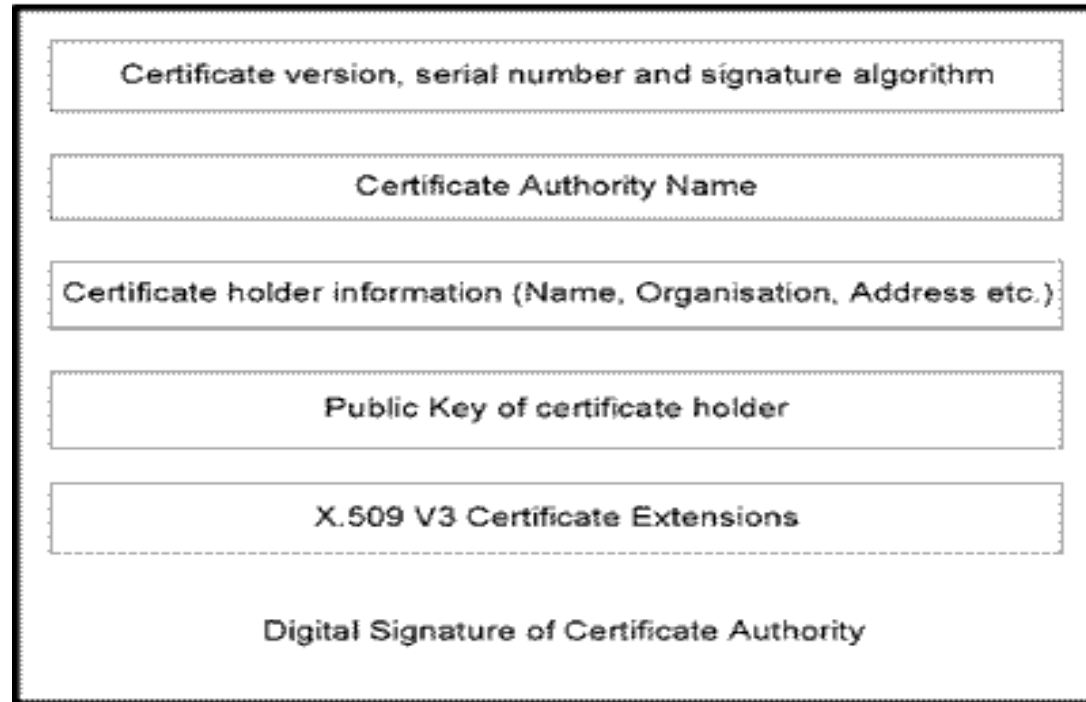 Certificate version, serial number and signature algorithm
Certificate Authority Name
Certificate holder information (Name, Organisation, Address etc.)
Public Key of certificate holder
X.509 V3 Certificate Extensions
Digital Signature of Certificate Authority